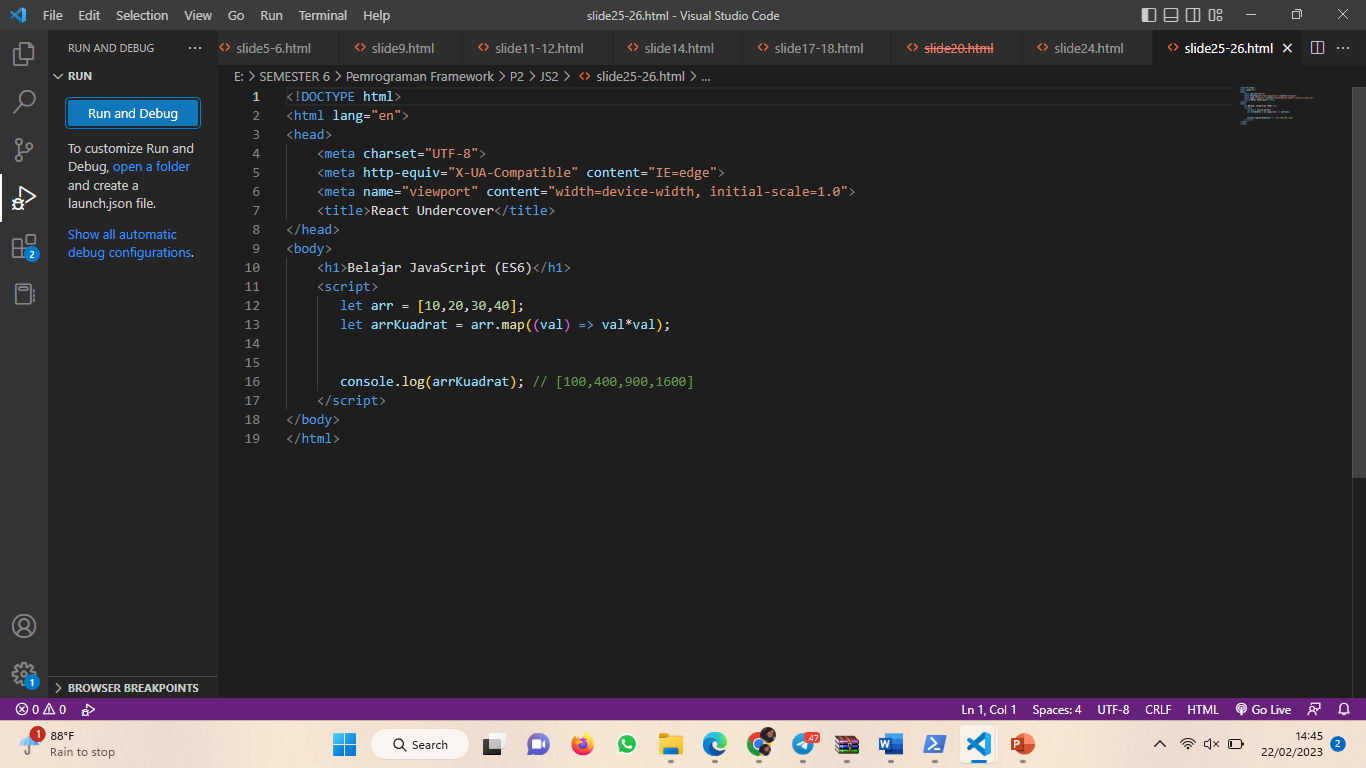 File Edit Selection View Go Run Terminal Help slide25-26.html - Visual Studio Code
RUN AND DEBUG ···
slide5-6.html slide9.html slide11-12.html slide14.html slide17-18.html slide20.html slide24.html slide25-26.html
RUN
Run and Debug
To customize Run and
Debug, open a folder
and create a
launch.json file.
Show all automatic
debug configurations.
2
1
BROWSER BREAKPOINTS
E: > SEMESTER 6 > Pemrograman Framework > P2 > JS2 > slide25-26.html > ...
1 <!DOCTYPE html>
2 <html lang="en">
3 <head>
4 <meta charset="UTF-8">
5 <meta http-equiv="X-UA-Compatible" content="IE=edge">
6 <meta name="viewport" content="width=device-width, initial-scale=1.0">
7 <title>React Undercover</title>
8 </head>
9 <body>
10 <h1>Belajar JavaScript (ES6)</h1>
11 <script>
12 let arr = [10,20,30,40];
13 let arrKuadrat = arr.map((val) => val*val);
14
15
16 console.log(arrKuadrat); // [100,400,900,1600]
17 </script>
18 </body>
19 </html>
0 0 Ln 1, Col 1 Spaces: 4 UTF-8 CRLF HTML Go Live
1 88°F
Rain to stop
Search
47
14:45
22/02/2023
2